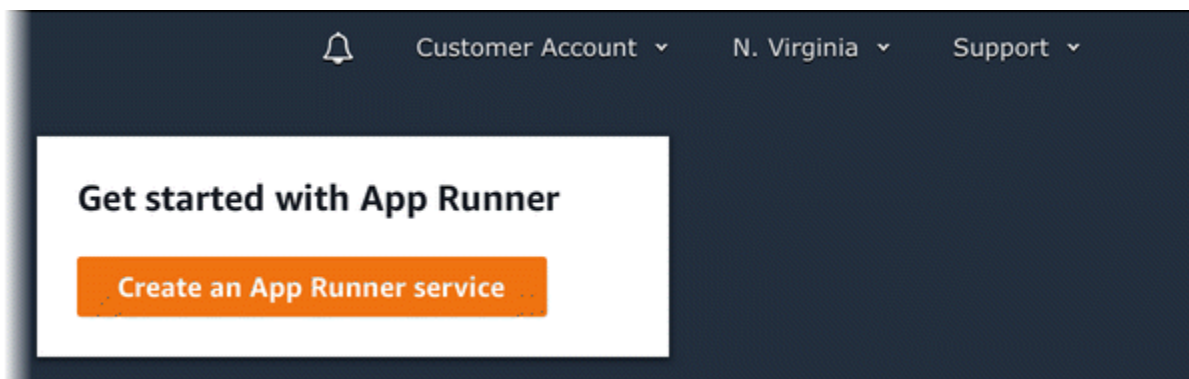 Customer Account N. Virginia Support
Get started with App Runner
Create an App Runner service